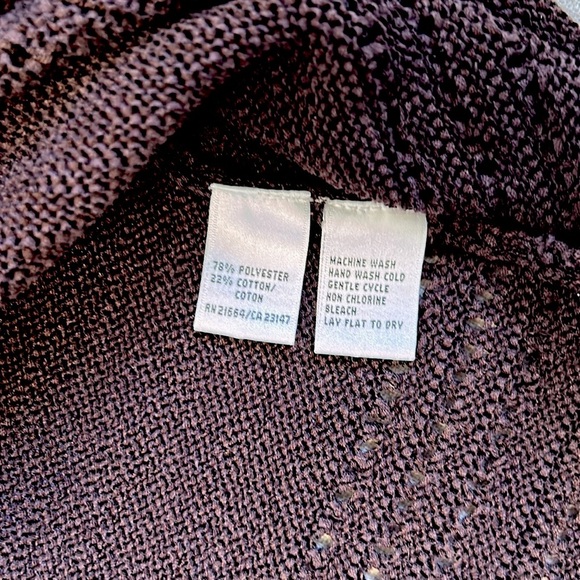 78% POLYESTER
22% COTTON/
COTON
RN 21664/CA 23147
MACHINE WASH
HAND WASH COLD
GENTLE CYCLE
NON CHLORINE
BLEACH
LAY FLAT TO DRY